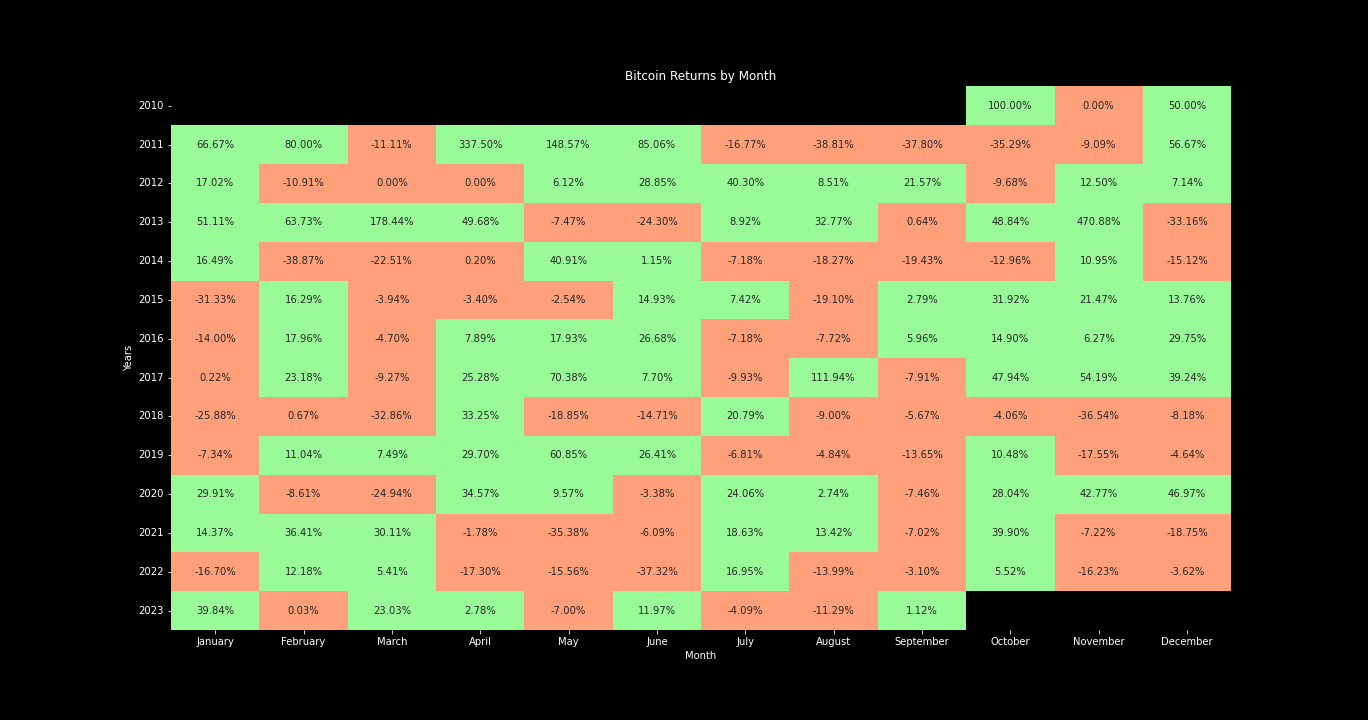 Bitcoin Returns by Month
2010 100.00% 0.00% 50.00%
2011 66.67% 80.00% -11.11% 337.50% 148.57% 85.06% -16.77% -38.81% -37.80% -35.29% -9.09% 56.67%
2012 17.02% -10.91% 0.00% 0.00% 6.12% 28.85% 40.30% 8.51% 21.57% -9.68% 12.50% 7.14%
2013 51.11% 63.73% 178.44% 49.68% -7.47% -24.30% 8.92% 32.77% 0.64% 48.84% 470.88% -33.16%
2014 16.49% -38.87% -22.51% 0.20% 40.91% 1.15% -7.18% -18.27% -19.43% -12.96% 10.95% -15.12%
2015 -31.33% 16.29% -3.94% -3.40% -2.54% 14.93% 7.42% -19.10% 2.79% 31.92% 21.47% 13.76%
2016 -14.00% 17.96% -4.70% 7.89% 17.93% 26.68% -7.18% -7.72% 5.96% 14.90% 6.27% 29.75%
Years
2017 0.22% 23.18% -9.27% 25.28% 70.38% 7.70% -9.93% 111.94% -7.91% 47.94% 54.19% 39.24%
2018 -25.88% 0.67% -32.86% 33.25% -18.85% -14.71% 20.79% -9.00% -5.67% -4.06% -36.54% -8.18%
2019 -7.34% 11.04% 7.49% 29.70% 60.85% 26.41% -6.81% -4.84% -13.65% 10.48% -17.55% -4.64%
2020 29.91% -8.61% -24.94% 34.57% 9.57% -3.38% 24.06% 2.74% -7.46% 28.04% 42.77% 46.97%
2021 14.37% 36.41% 30.11% -1.78% -35.38% -6.09% 18.63% 13.42% -7.02% 39.90% -7.22% -18.75%
2022 -16.70% 12.18% 5.41% -17.30% -15.56% -37.32% 16.95% -13.99% -3.10% 5.52% -16.23% -3.62%
2023 39.84% 0.03% 23.03% 2.78% -7.00% 11.97% -4.09% -11.29% 1.12%
January February March April May June July August September October November December
Month